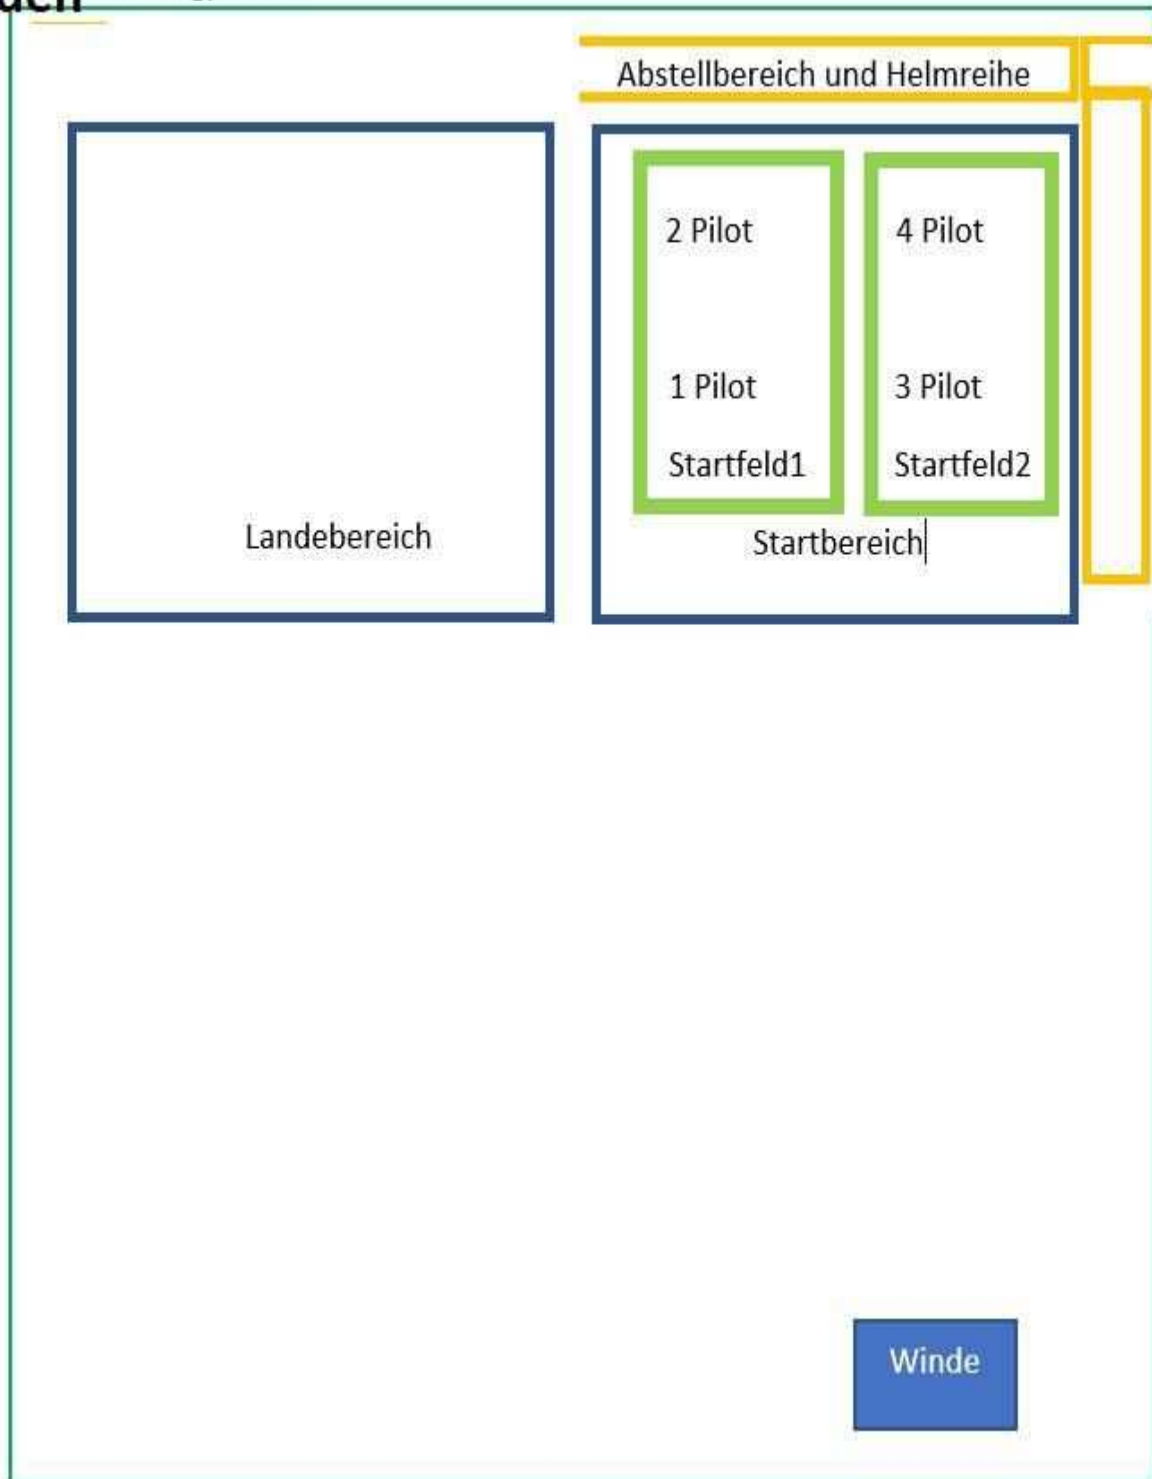 Abstellbereich und Helmreihe
2 Pilot
4 Pilot
1 Pilot
3 Pilot
Startfeld1
Startfeld2
Landebereich
Startbereich
Winde